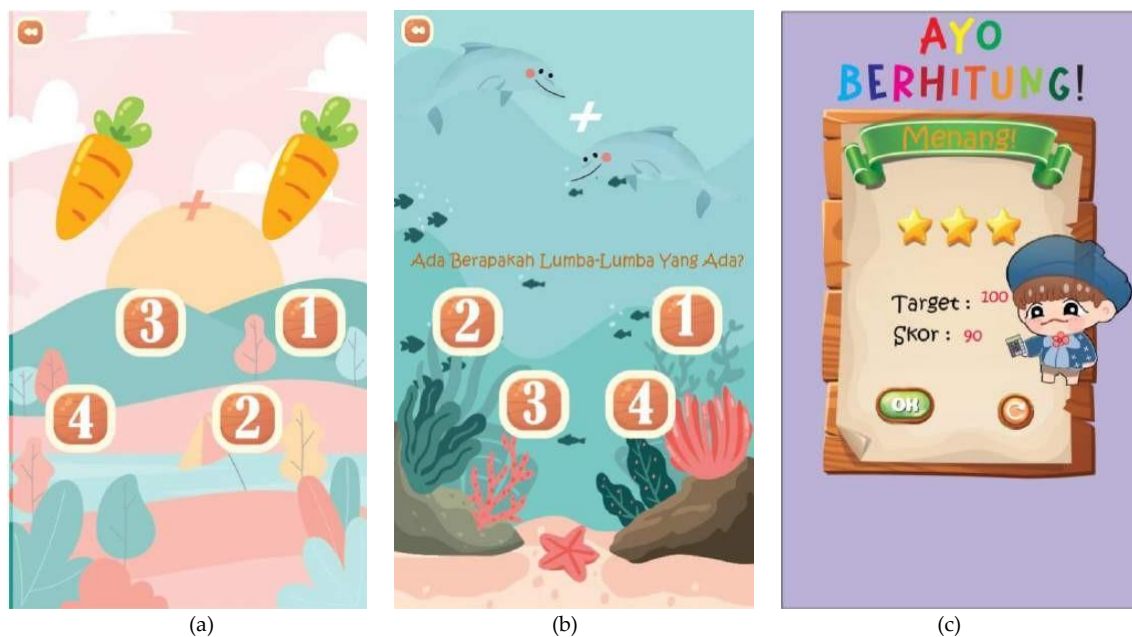 +
3
1
4
2
+
Ada Berapakah Lumba-Lumba Yang Ada?
2
1
3
4
AYO
BERHITUNG!
Menang!
Target : 100
Skor : 90
OK
(a)
(b)
(c)